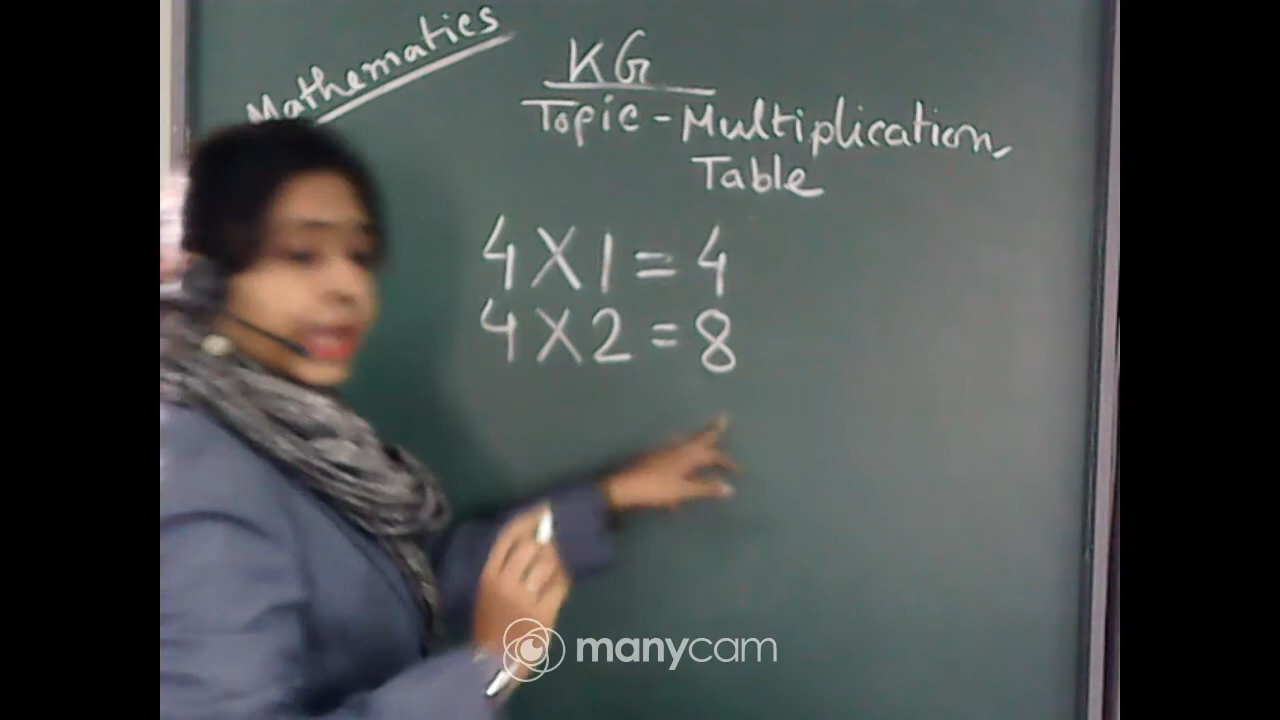 Mathematics
KG
Topic - Multiplication
Table
4 X 1 = 4
4 X 2 = 8
manycam